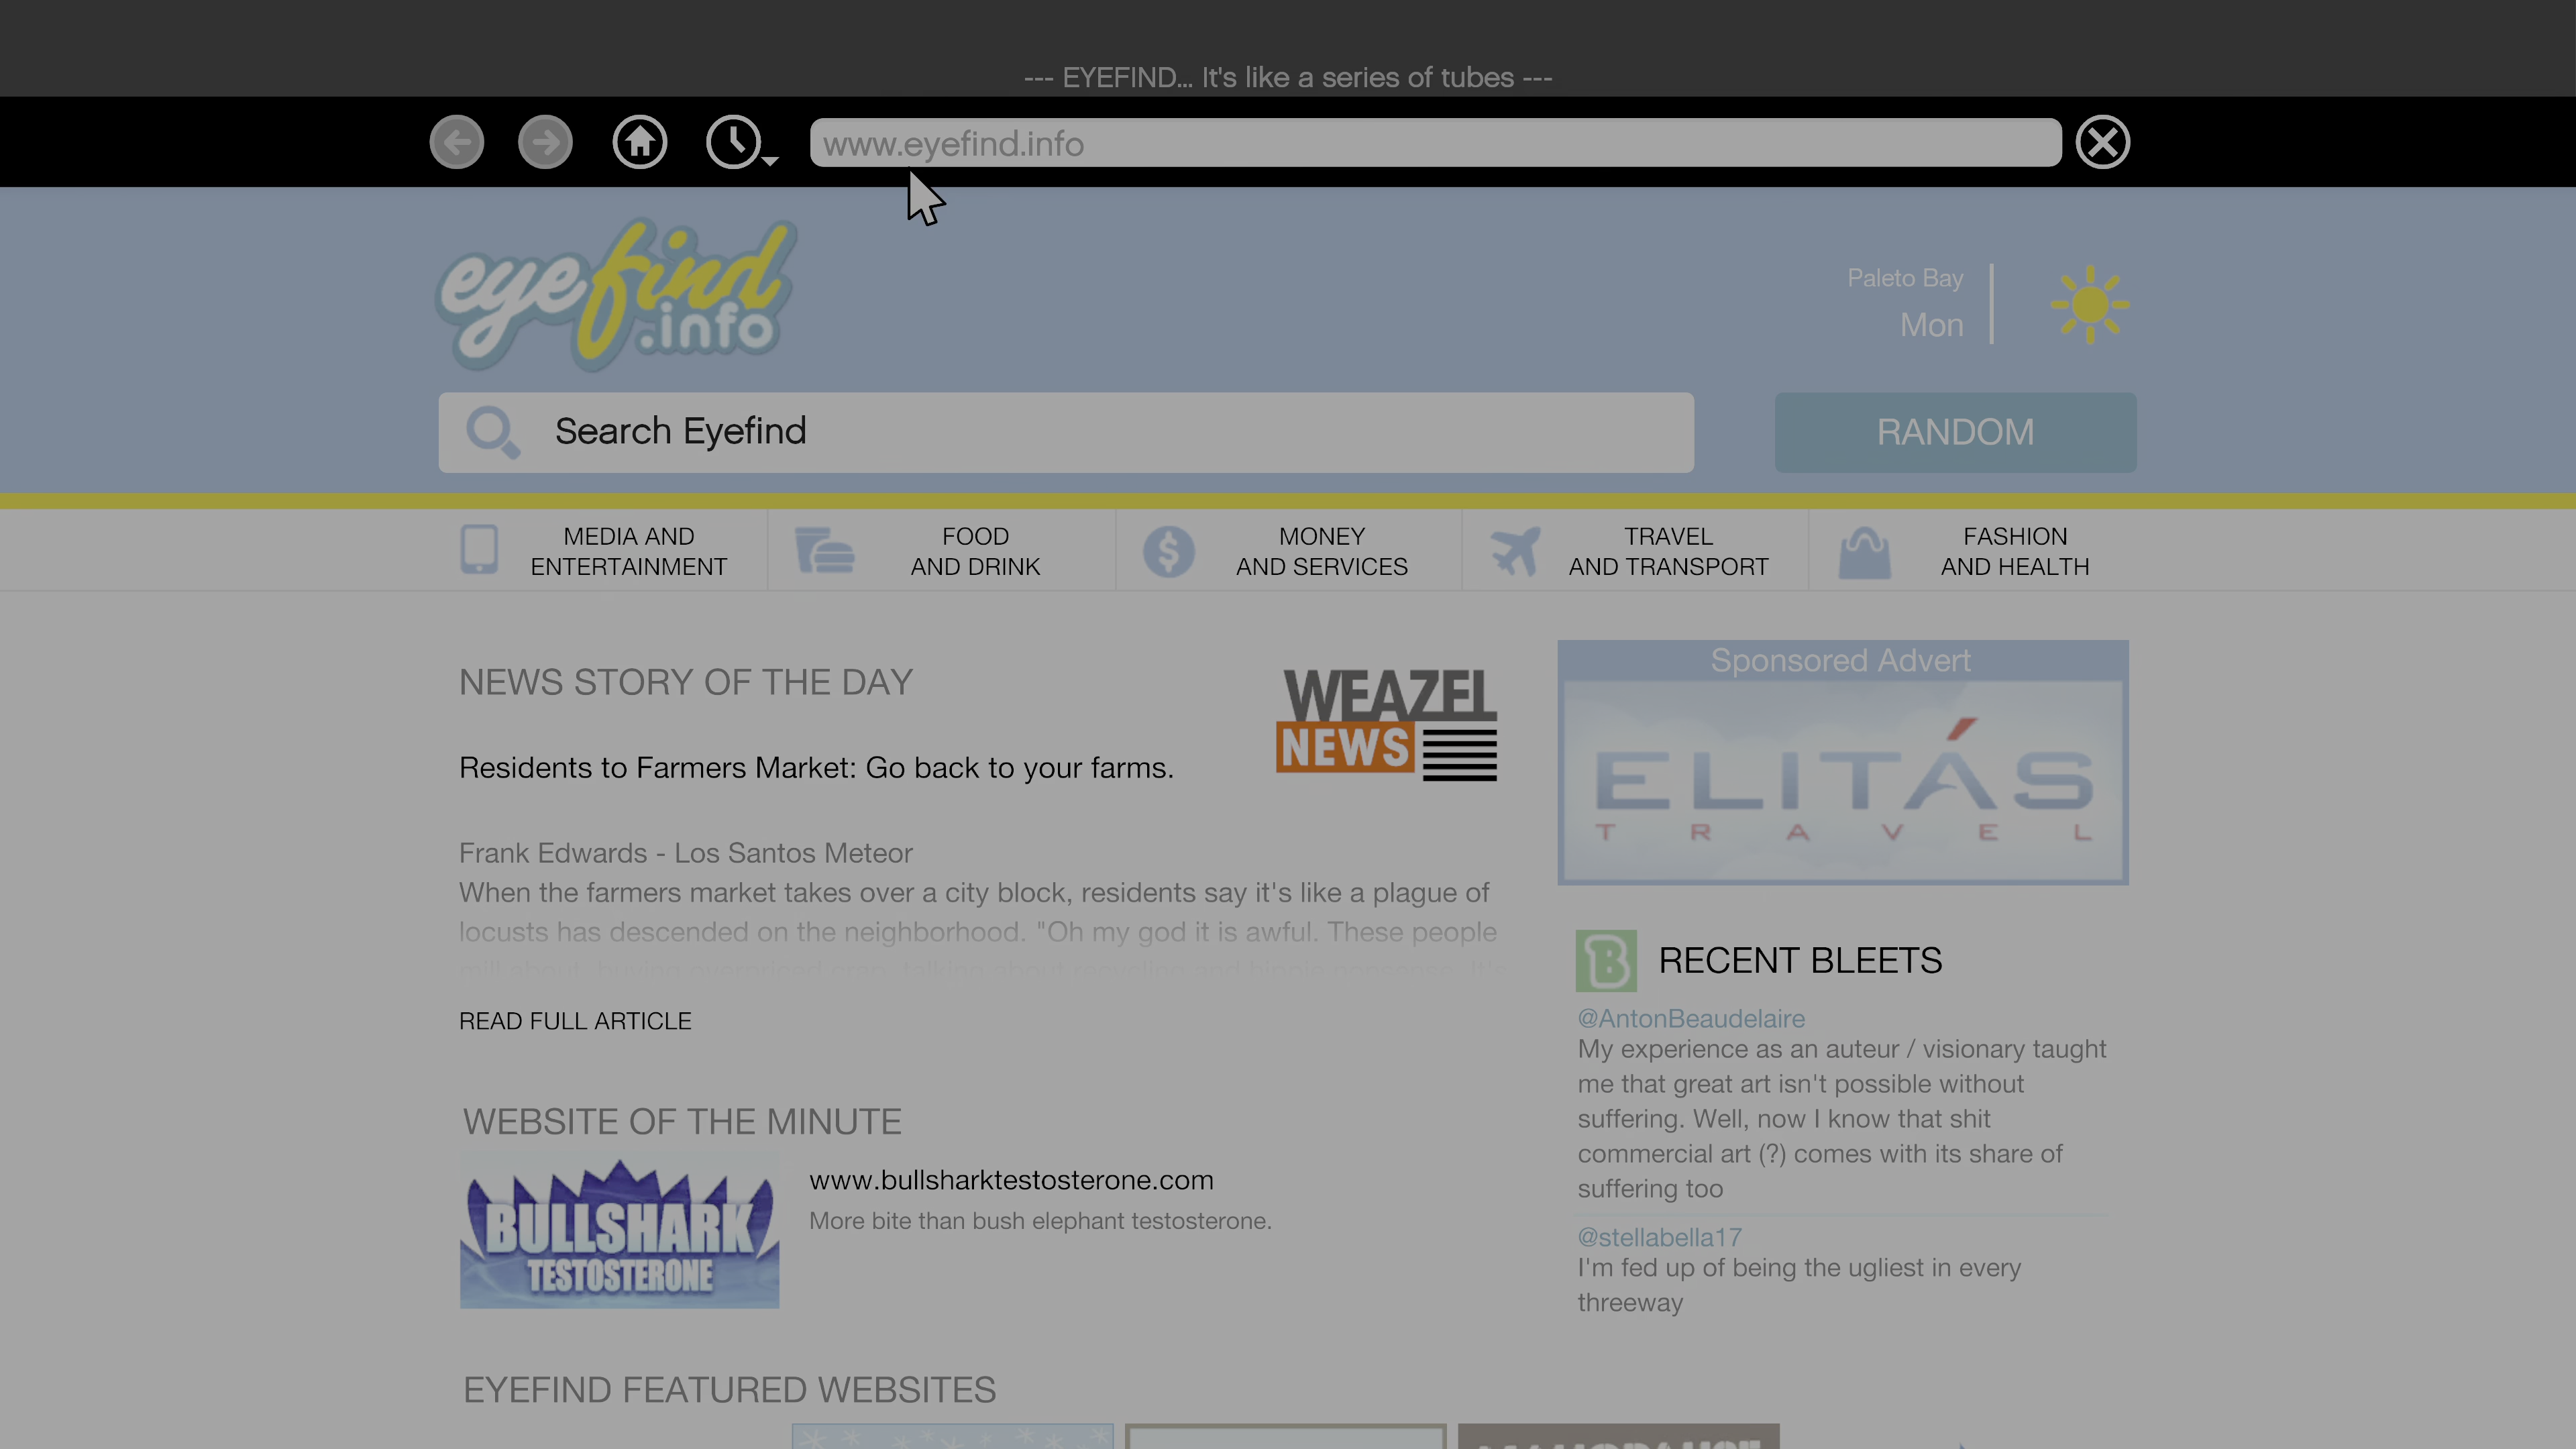 --- EYEFIND... It's like a series of tubes ---
www.eyefind.info
eyefind
.info
Paleto Bay
Mon
Search Eyefind
RANDOM
MEDIA AND
ENTERTAINMENT
FOOD
AND DRINK
MONEY
AND SERVICES
TRAVEL
AND TRANSPORT
FASHION
AND HEALTH
NEWS STORY OF THE DAY
WEAZEL
NEWS
Residents to Farmers Market: Go back to your farms.
Frank Edwards - Los Santos Meteor
When the farmers market takes over a city block, residents say it's like a plague of
locusts has descended on the neighborhood. "Oh my god it is awful. These people
READ FULL ARTICLE
WEBSITE OF THE MINUTE
BULLSHARK
TESTOSTERONE
www.bullsharktestosterone.com
More bite than bush elephant testosterone.
EYEFIND FEATURED WEBSITES
Sponsored Advert
ELITÁS
TRAVEL
B
RECENT BLEETS
@AntonBeaudelaire
My experience as an auteur / visionary taught
me that great art isn't possible without
suffering. Well, now I know that shit
commercial art (?) comes with its share of
suffering too
@stellabella17
I'm fed up of being the ugliest in every
threeway